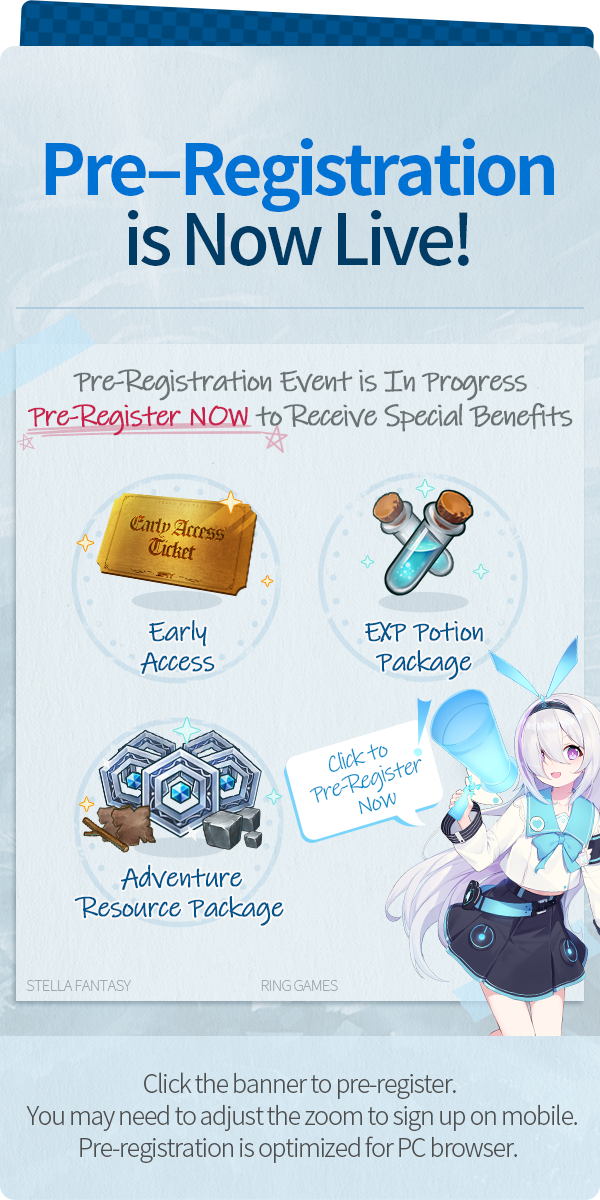 Pre-Registration
is Now Live!
Pre-Registration Event is In Progress
Pre-Register NOW to Receive Special Benefits
Early Access
Ticket
Early
Access
EXP Potion
Package
Click to
Pre-Register
Now
Adventure
Resource Package
STELLA FANTASY
RING GAMES
Click the banner to pre-register.
You may need to adjust the zoom to sign up on mobile.
Pre-registration is optimized for PC browser.